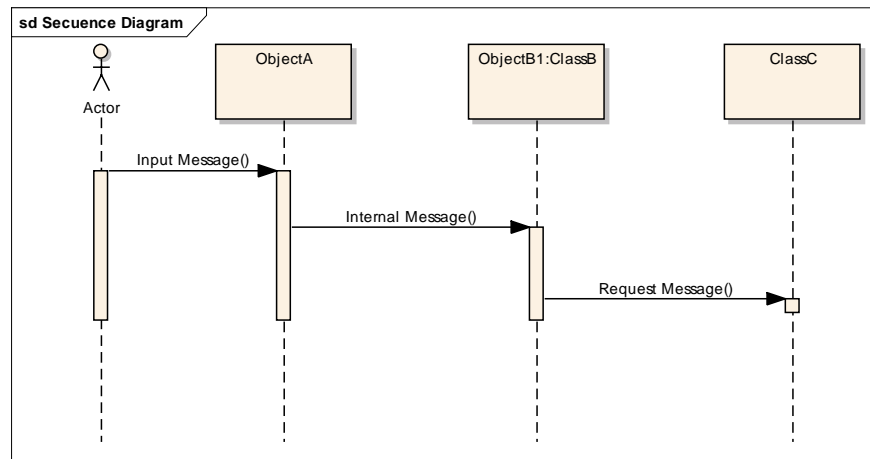 sd Secuence Diagram
Actor
ObjectA
ObjectB1:ClassB
ClassC
Input Message()
Internal Message()
Request Message()